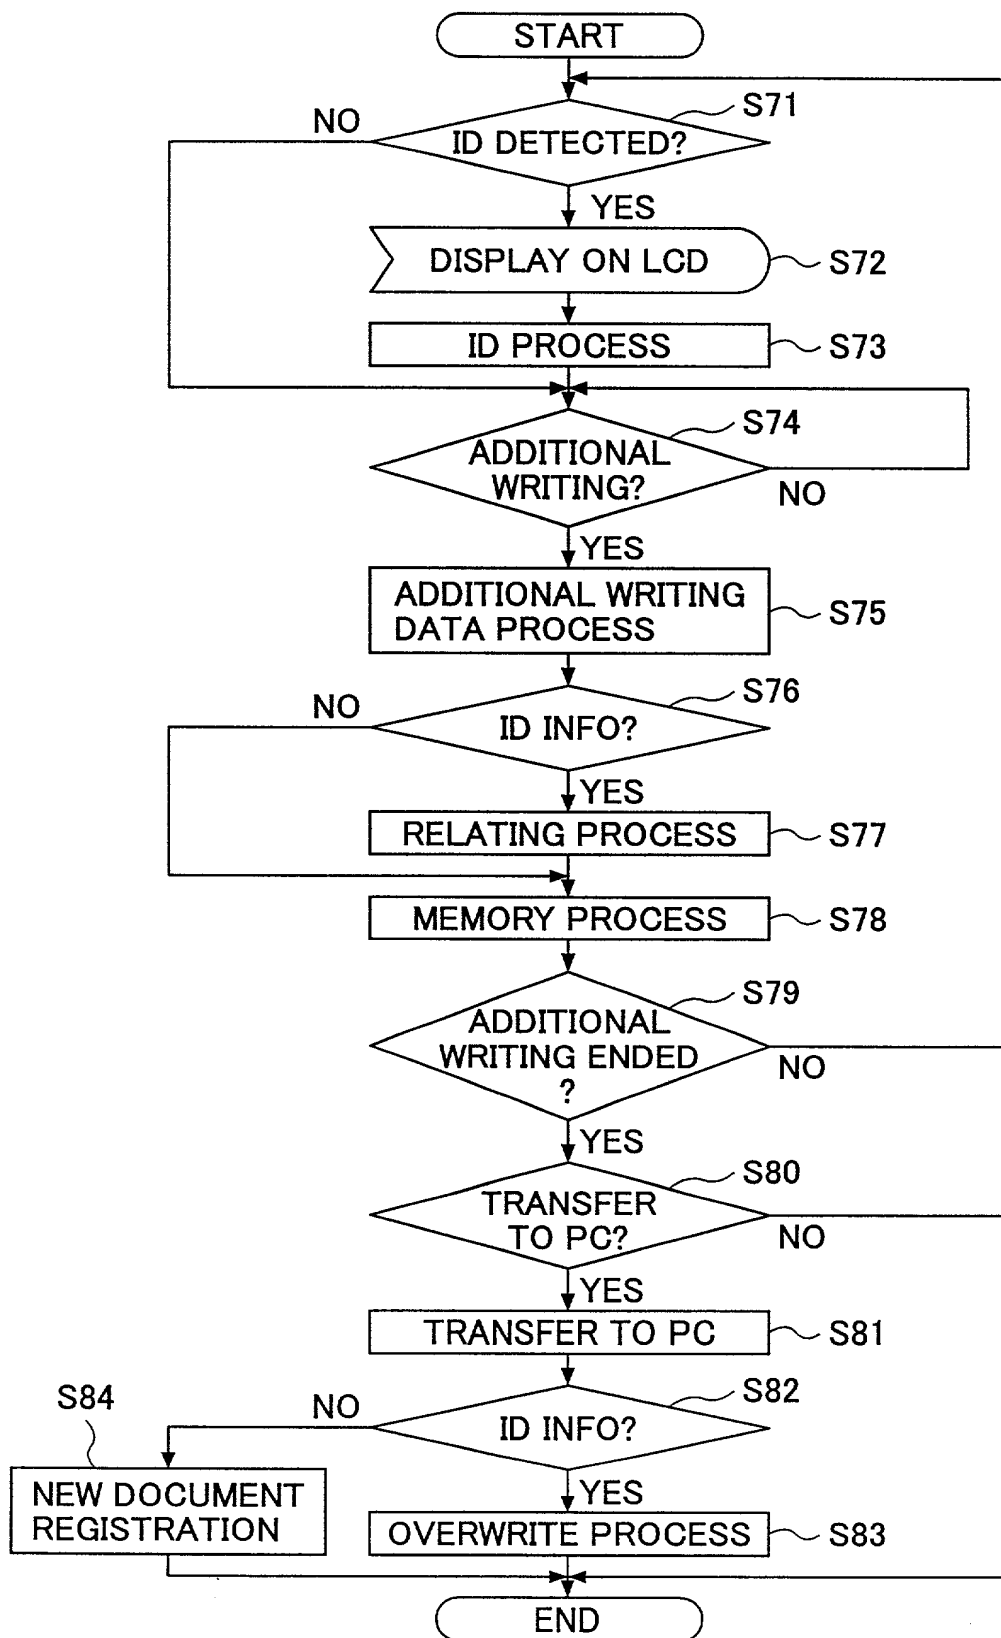 START
S71
NO
ID DETECTED?
YES
DISPLAY ON LCD
S72
ID PROCESS
S73
S74
ADDITIONAL
WRITING?
NO
YES
ADDITIONAL WRITING
DATA PROCESS
S75
S76
NO
ID INFO?
YES
RELATING PROCESS
S77
MEMORY PROCESS
S78
S79
ADDITIONAL
WRITING ENDED
?
NO
YES
S80
TRANSFER
TO PC?
NO
YES
TRANSFER TO PC
S81
S82
S84
NO
ID INFO?
YES
NEW DOCUMENT
REGISTRATION
OVERWRITE PROCESS
S83
END